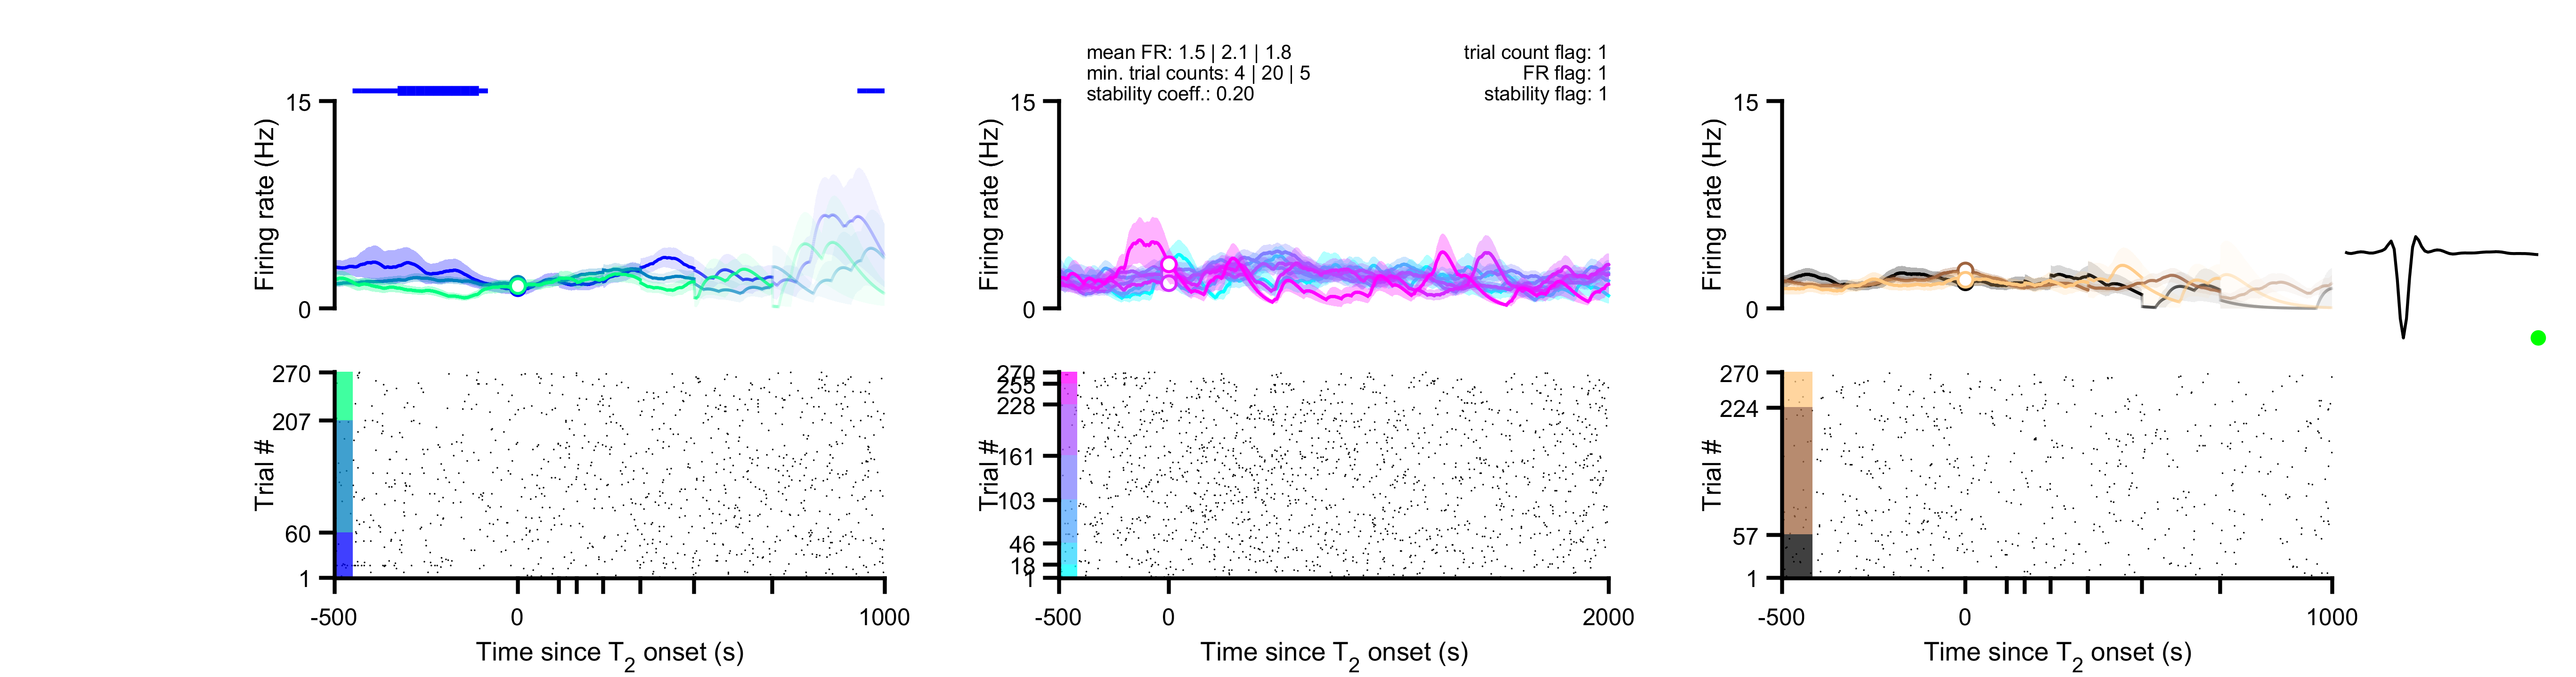 mean FR: 1.5 | 2.1 | 1.8
min. trial counts: 4 | 20 | 5
stability coeff.: 0.20
trial count flag: 1
FR flag: 1
stability flag: 1
15
Firing rate (Hz)
0
15
Firing rate (Hz)
0
15
Firing rate (Hz)
0
270
207
Trial #
60
1
270
255
228
Trial #
161
103
46
18
1
270
224
Trial #
57
1
-500
0
1000
Time since T2 onset (s)
-500
0
2000
Time since T2 onset (s)
-500
0
1000
Time since T2 onset (s)